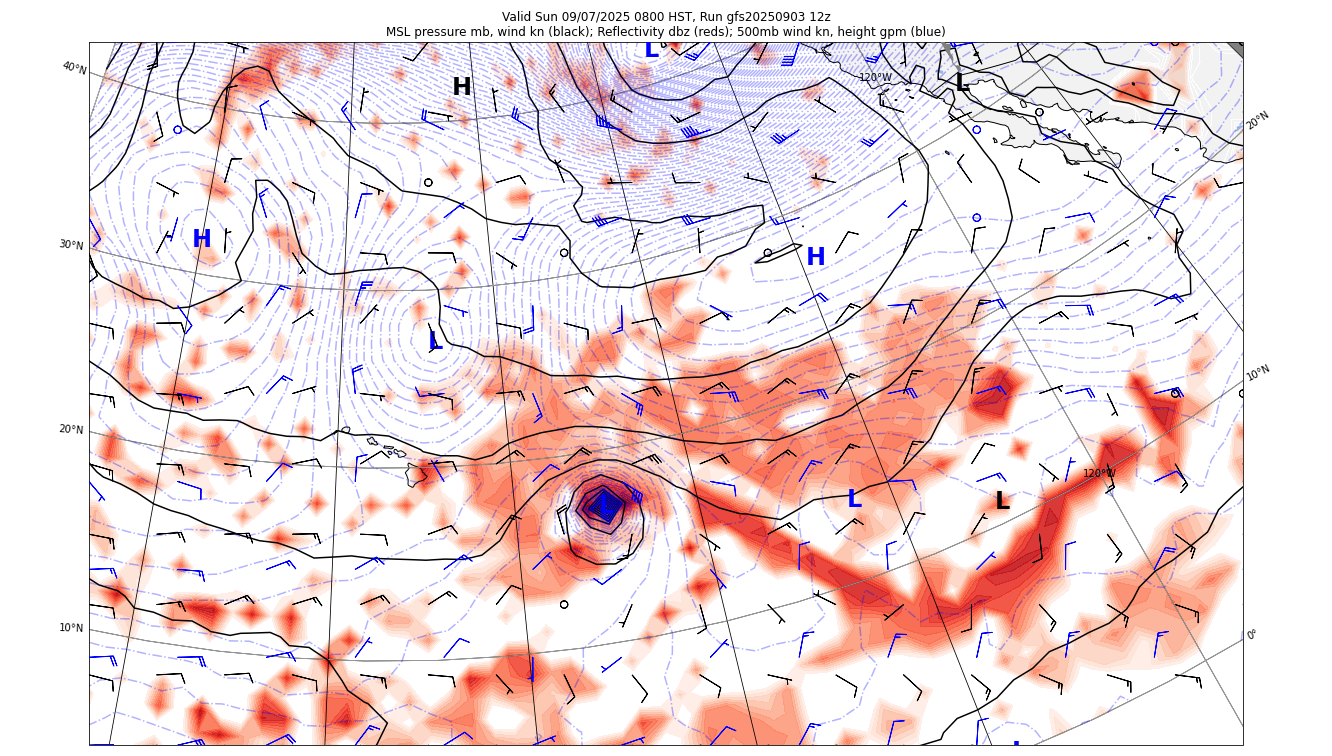 Valid Sun 09/07/2025 0800 HST, Run gfs20250903 12z
MSL pressure mb, wind kn (black); Reflectivity dbz (reds); 500mb wind kn, height gpm (blue)
L
40°N
H
120°W
L
20°N
30°N
H
H
L
10°N
20°N
120°W
L
L
L
10°N
0°
L